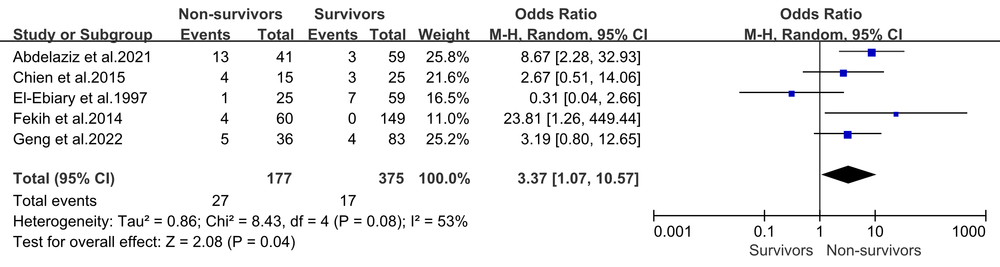 Non-survivors Survivors Odds Ratio Odds Ratio
Study or Subgroup Events Total Events Total Weight M-H, Random, 95% CI M-H, Random, 95% CI
Abdelaziz et al.2021 13 41 3 59 25.8% 8.67 [2.28, 32.93]
Chien et al.2015 4 15 3 25 21.6% 2.67 [0.51, 14.06]
El-Ebiary et al.1997 1 25 7 59 16.5% 0.31 [0.04, 2.66]
Fekih et al.2014 4 60 0 149 11.0% 23.81 [1.26, 449.44]
Geng et al.2022 5 36 4 83 25.2% 3.19 [0.80, 12.65]
Total (95% CI) 177 375 100.0% 3.37 [1.07, 10.57]
Total events 27 17
Heterogeneity: Tau² = 0.86; Chi² = 8.43, df = 4 (P = 0.08); I² = 53%
Test for overall effect: Z = 2.08 (P = 0.04)
0.001 0.1 1 10 1000
Survivors Non-survivors